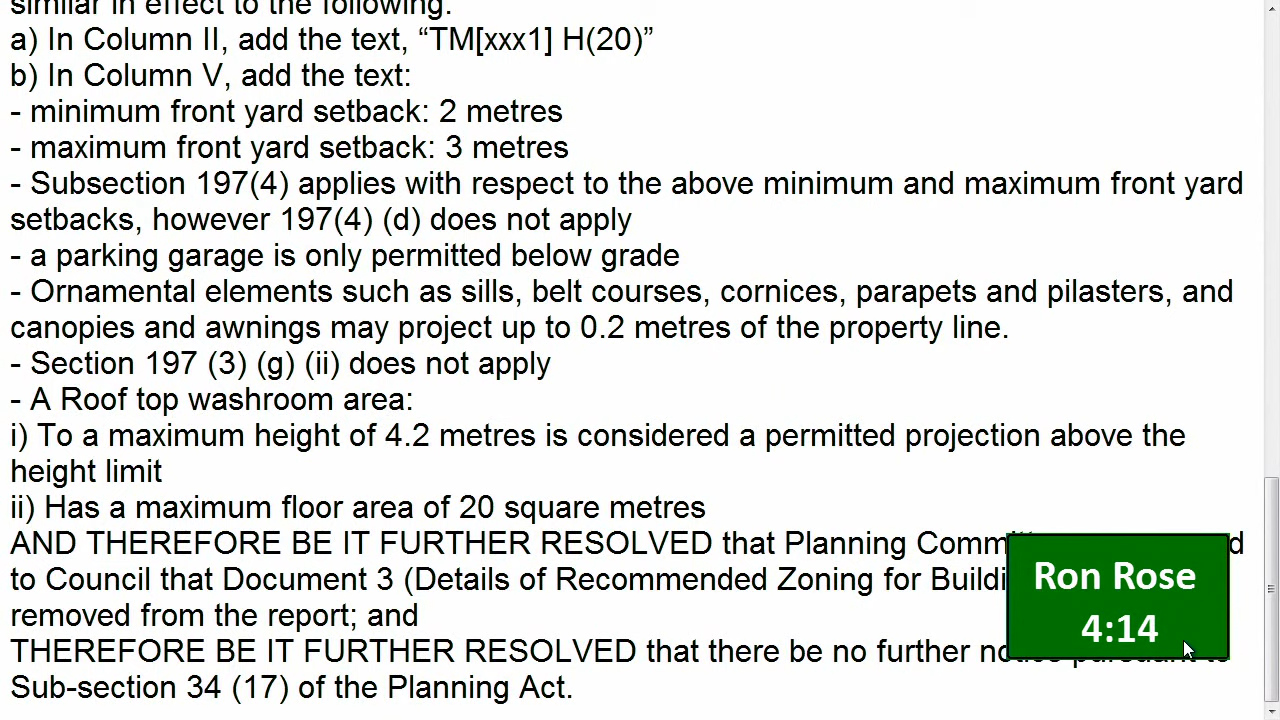 similar in effect to the following.
a) In Column II, add the text, “TM[xxx1] H(20)”
b) In Column V, add the text:
- minimum front yard setback: 2 metres
- maximum front yard setback: 3 metres
- Subsection 197(4) applies with respect to the above minimum and maximum front yard
setbacks, however 197(4) (d) does not apply
- a parking garage is only permitted below grade
- Ornamental elements such as sills, belt courses, cornices, parapets and pilasters, and
canopies and awnings may project up to 0.2 metres of the property line.
- Section 197 (3) (g) (ii) does not apply
- A Roof top washroom area:
i) To a maximum height of 4.2 metres is considered a permitted projection above the
height limit
ii) Has a maximum floor area of 20 square metres
AND THEREFORE BE IT FURTHER RESOLVED that Planning
to Council that Document 3 (Details of Recommended Zoning for
removed from the report; and
THEREFORE BE IT FURTHER RESOLVED that there be no further
Sub-section 34 (17) of the Planning Act.
Ron Rose
4:14